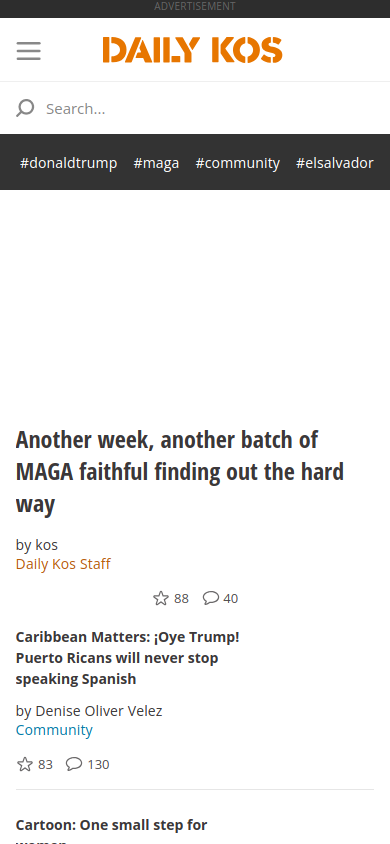 ADVERTISEMENT
DAILY KOS
Search...
#donaldtrump #maga #community #elsalvador
Another week, another batch of
MAGA faithful finding out the hard
way
by kos
Daily Kos Staff
88 40
Caribbean Matters: ¡Oye Trump!
Puerto Ricans will never stop
speaking Spanish
by Denise Oliver Velez
Community
83 130
Cartoon: One small step for